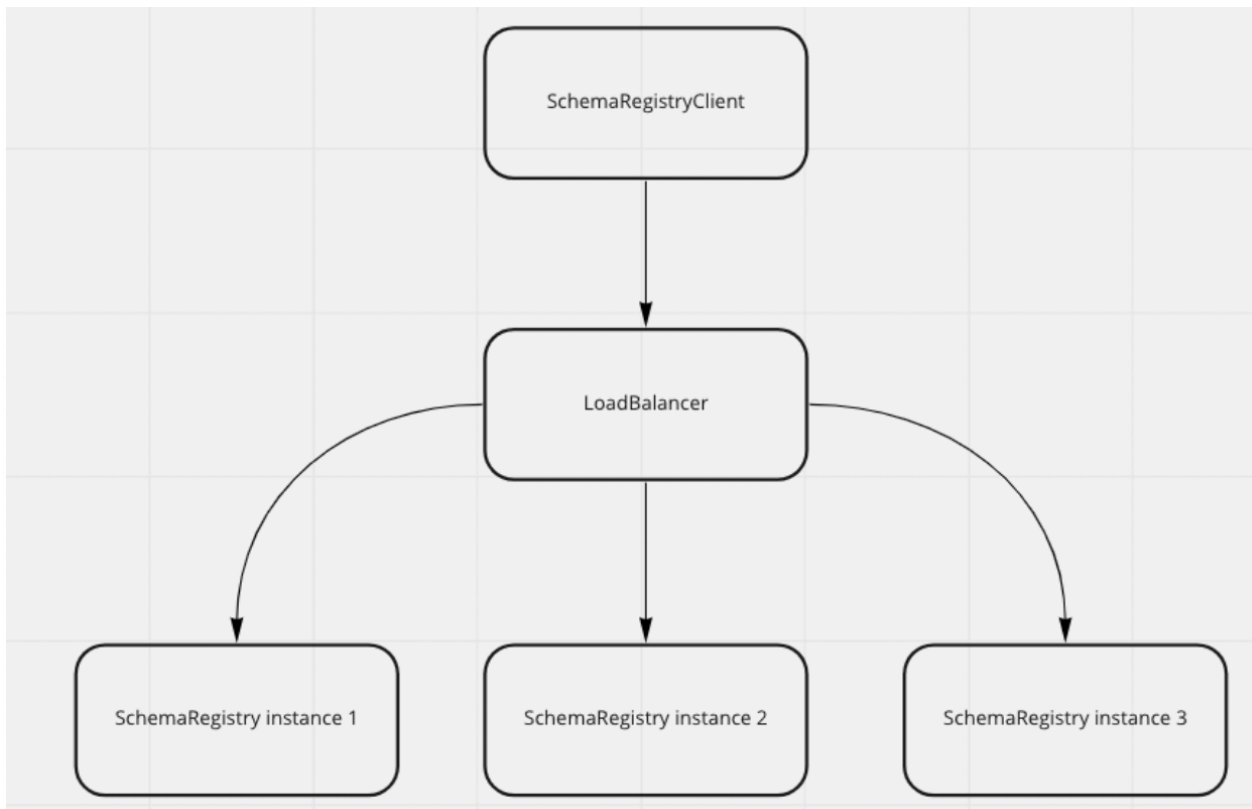 SchemaRegistryClient
LoadBalancer
SchemaRegistry instance 1
SchemaRegistry instance 2
SchemaRegistry instance 3